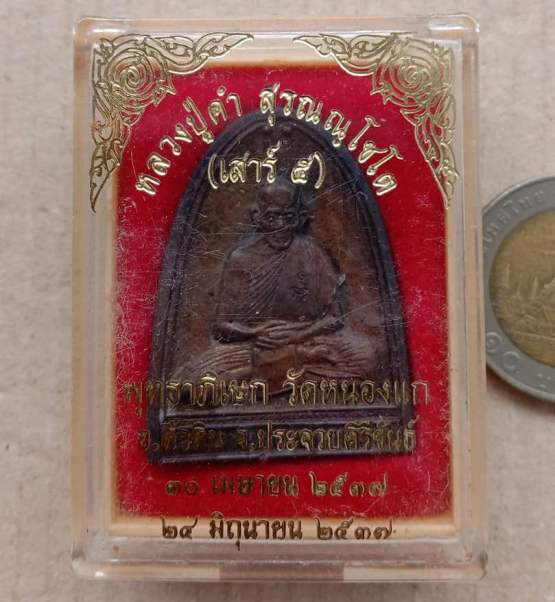 หลวงปู่คำ สุรณณโชโต
(เสาร์ ๕)
พุทธาภิเษก วัดหนองแก
อ.หัวหิน จ.ประจวบคีรีขันธ์
๓๐ เมษายน ๒๕๓๗
๒๔ มิถุนายน ๒๕๓๗